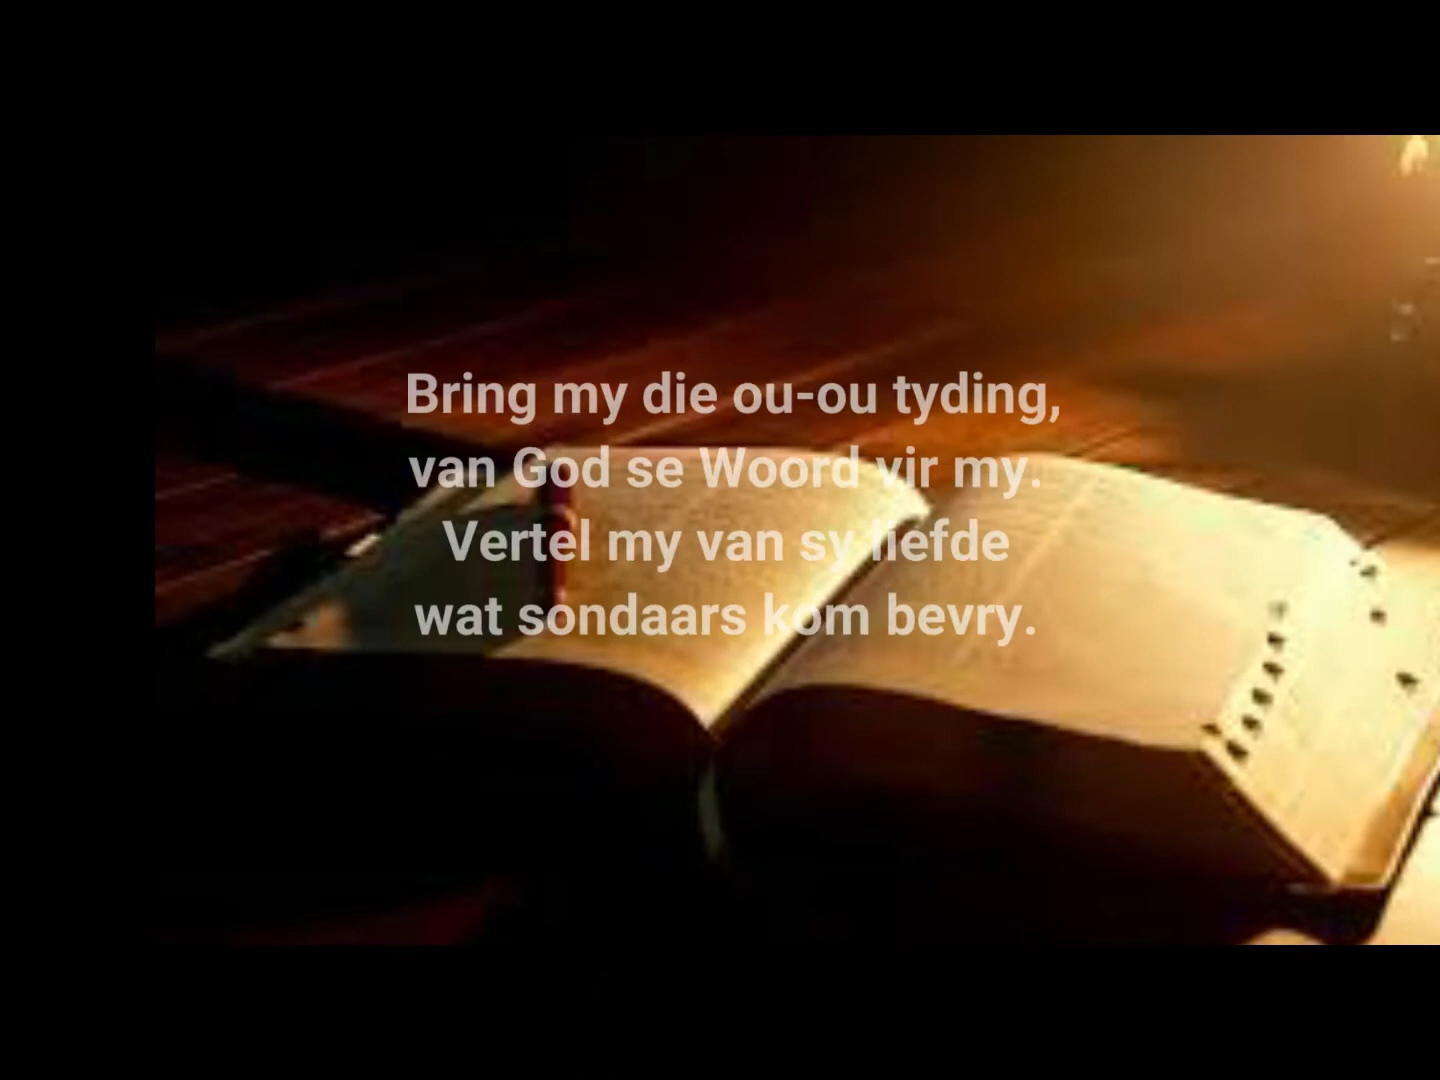 Bring my die ou-ou tyding,
van God se Woord vir my.
Vertel my van sy liefde
wat sondaars kom bevry.